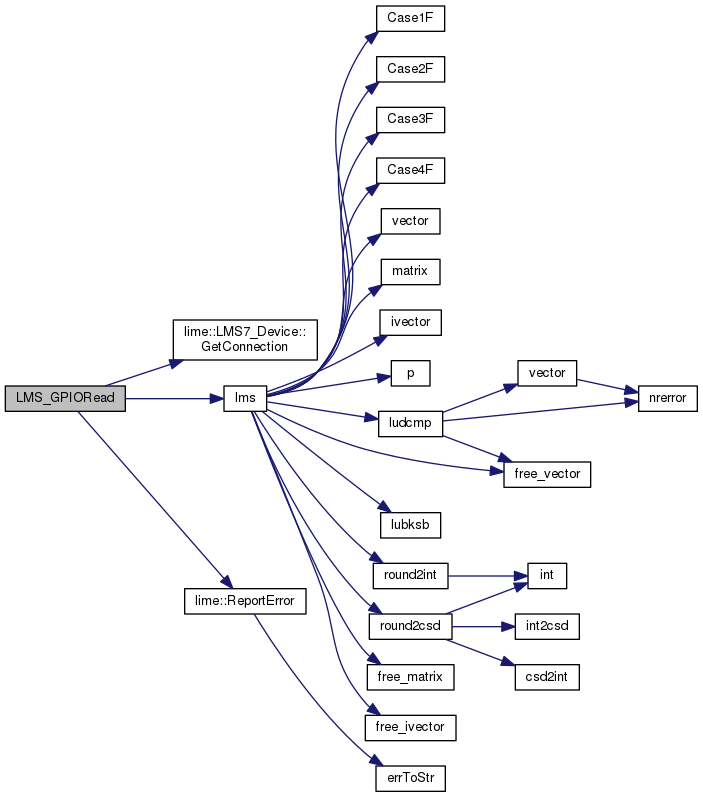 Case1F
Case2F
Case3F
Case4F
vector
matrix
ivector
lime::LMS7_Device::
GetConnection
p
vector
LMS_GPIORead
lms
nrerror
ludcmp
free_vector
lubksb
round2int
int
lime::ReportError
round2csd
int2csd
free_matrix
csd2int
free_ivector
errToStr